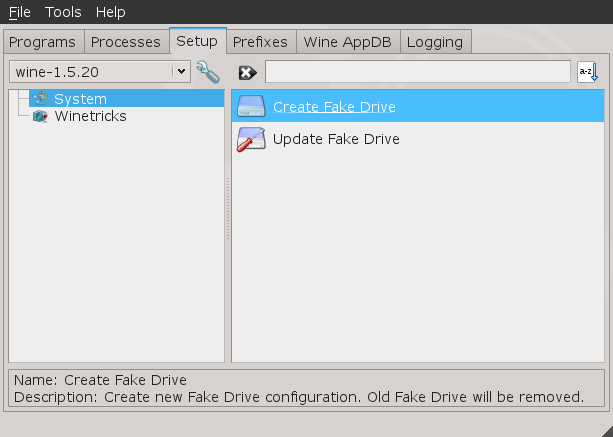 File Tools Help
Programs Processes Setup Prefixes Wine AppDB Logging
wine-1.5.20
a-z
System
Winetricks
Create Fake Drive
Update Fake Drive
Name: Create Fake Drive
Description: Create new Fake Drive configuration. Old Fake Drive will be removed.